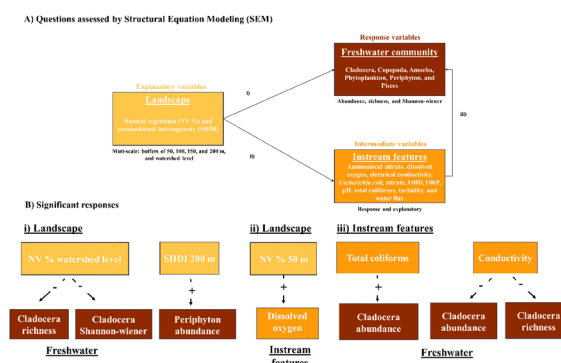 A) Questions assessed by Structural Equation Modeling (SEM)
Response variables
Freshwater community
Cladocera, Copepoda, Amoeba,
Phytoplankton, Periphyton, and
Pisces
Abundance, richness, and Shannon-wiener
Explanatory variables
Landscape
Natural vegetation (NV %) and
compositional heterogeneity (SHDI)
Muti-scale: buffers of 50, 100, 150, and 200 m,
and watershed level
i)
ii)
iii)
Intermediate variables
Instream features
Ammoniacal nitrate, dissolved
oxygen, electrical conductivity,
Escherichia coli, nitrate, OBD, ORP,
pH, total coliforms, turbidity, and
water flux
Response and explanatory
B) Significant responses
i) Landscape
ii) Landscape
iii) Instream features
NV % watershed level
SHDI 200 m
NV % 50 m
Total coliforms
Conductivity
- -
+
+
+
- -
Cladocera
richness
Cladocera
Shannon-wiener
Periphyton
abundance
Dissolved
oxygen
Cladocera
abundance
Cladocera
abundance
Cladocera
richness
Freshwater
Instream
features
Freshwater